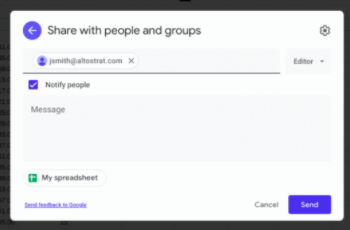 Share with people and groups
jsmith@altostrat.com
Editor
Notify people
Message
My spreadsheet
Send feedback to Google
Cancel
Send